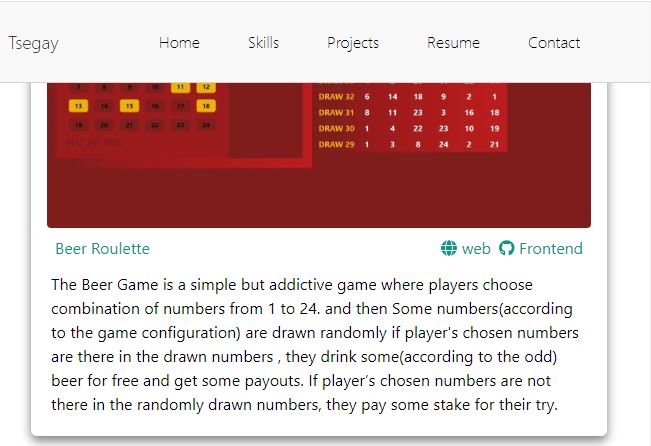 Tsegay Home Skills Projects Resume Contact
7 8 9 10 11 12
13 14 15 16 17 18
19 20 21 22 23 24
DRAW 32 6 14 18 9 2 1
DRAW 31 8 11 23 3 16 18
DRAW 30 1 4 22 23 10 19
DRAW 29 1 3 8 24 2 21
Beer Roulette
web Frontend
The Beer Game is a simple but addictive game where players choose
combination of numbers from 1 to 24. and then Some numbers(according
to the game configuration) are drawn randomly if player's chosen numbers
are there in the drawn numbers , they drink some(according to the odd)
beer for free and get some payouts. If player’s chosen numbers are not
there in the randomly drawn numbers, they pay some stake for their try.